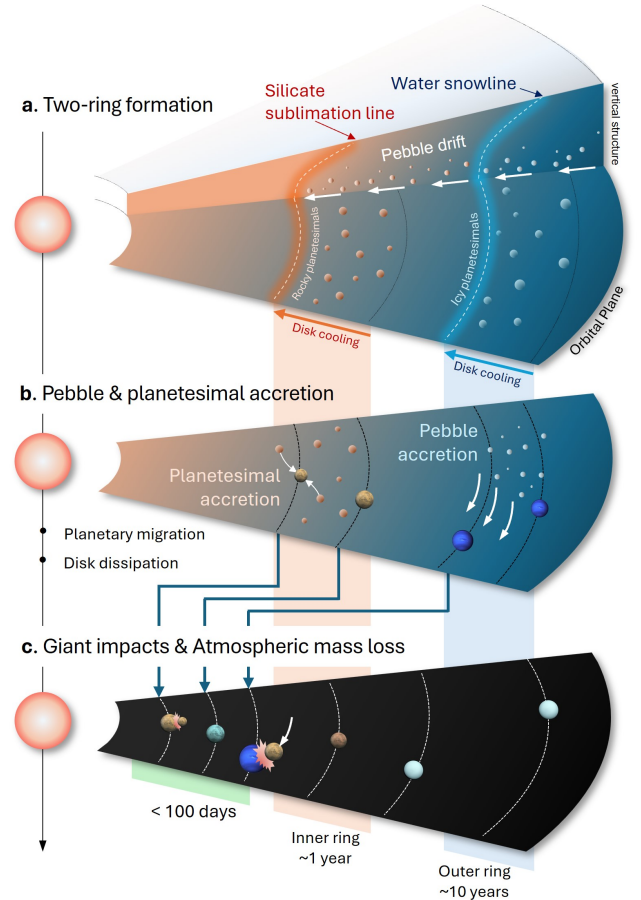 a. Two-ring formation
Silicate
sublimation line
Water snowline
vertical structure
Pebble drift
Rocky planetesimals
Icy planetesimals
Orbital Plane
Disk cooling
Disk cooling
b. Pebble & planetesimal accretion
Planetesimal
accretion
Pebble
accretion
Planetary migration
Disk dissipation
c. Giant impacts & Atmospheric mass loss
< 100 days
Inner ring
~1 year
Outer ring
~10 years